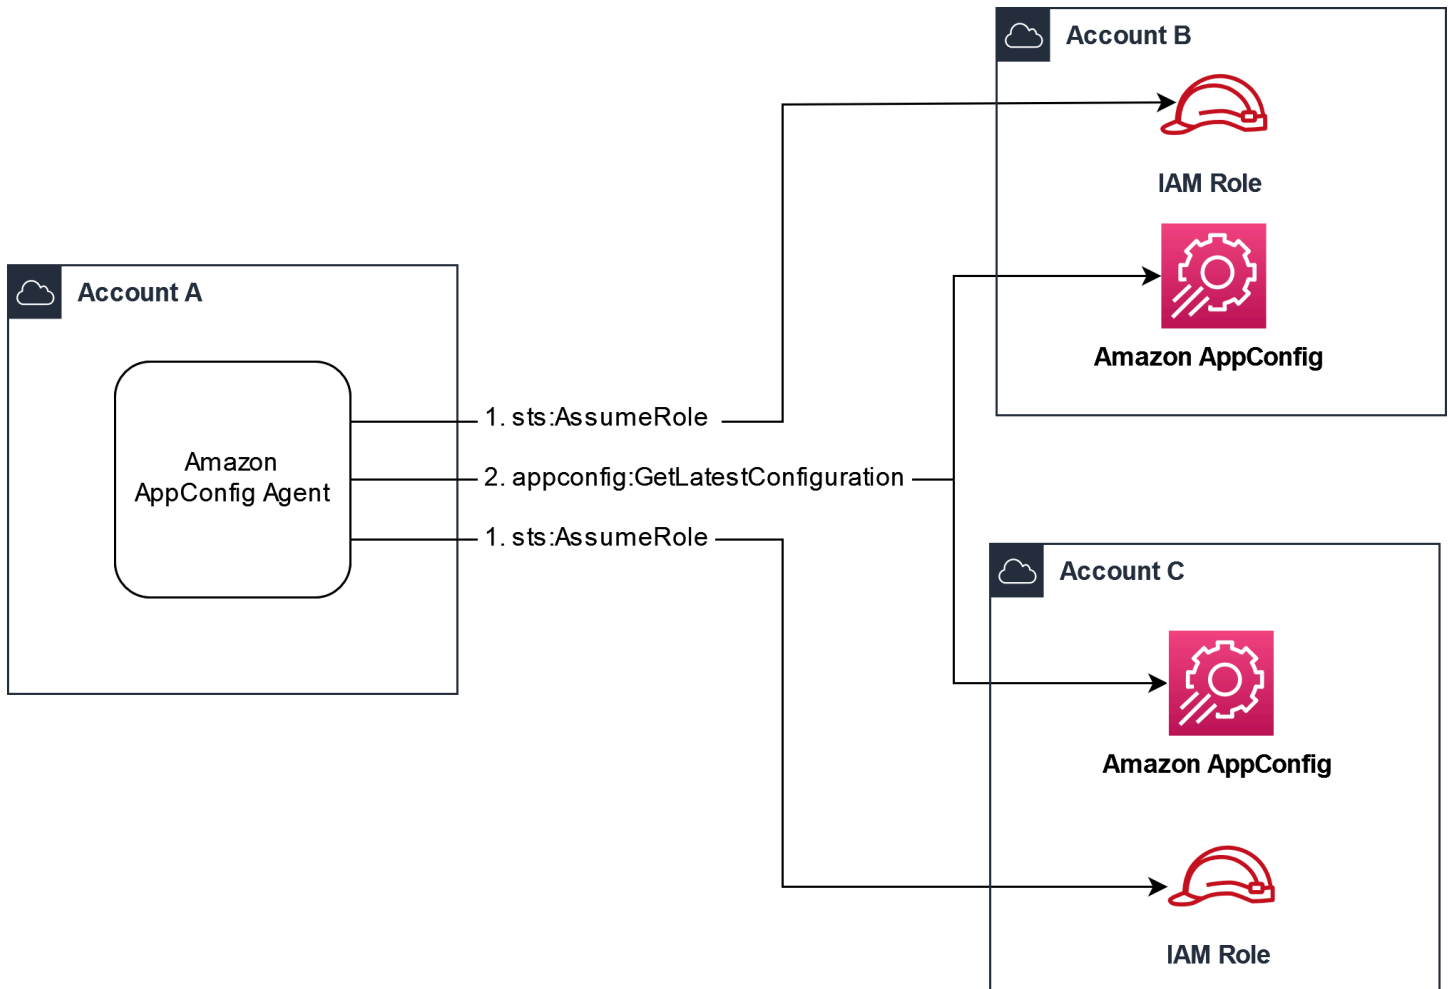 Account A
Amazon
AppConfig Agent
1. sts:AssumeRole
2. appconfig:GetLatestConfiguration
1. sts:AssumeRole
Account B
IAM Role
Amazon AppConfig
Account C
Amazon AppConfig
IAM Role